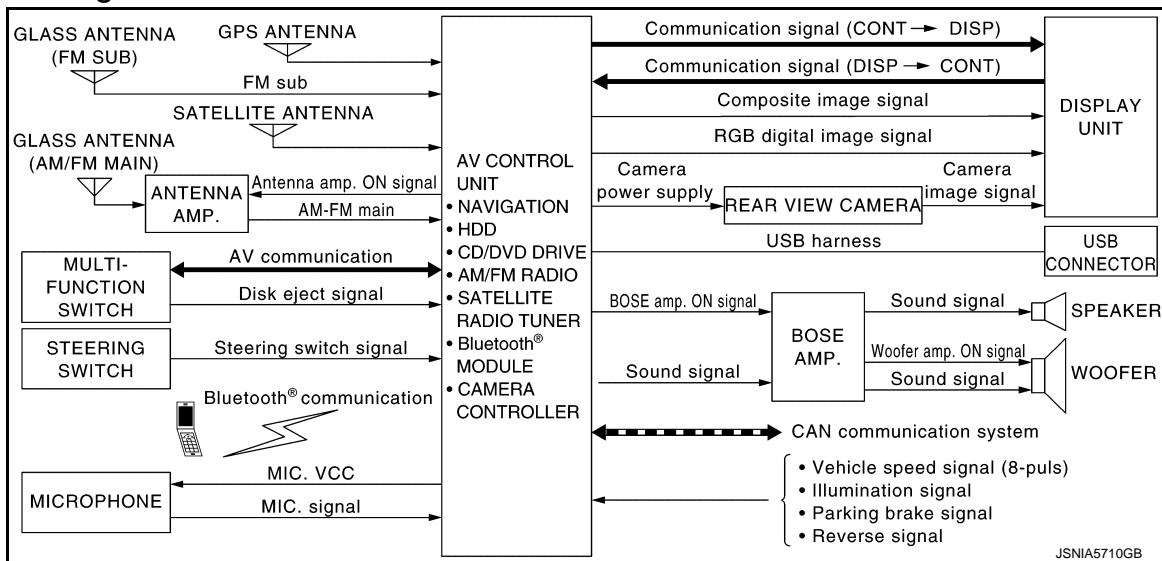 GLASS ANTENNA
(FM SUB)
GPS ANTENNA
FM sub
SATELLITE ANTENNA
GLASS ANTENNA
(AM/FM MAIN)
ANTENNA
AMP.
Antenna amp. ON signal
AM-FM main
MULTI-
FUNCTION
SWITCH
AV communication
Disk eject signal
STEERING
SWITCH
Steering switch signal
Bluetooth® communication
MICROPHONE
MIC. VCC
MIC. signal
AV CONTROL
UNIT
• NAVIGATION
• HDD
• CD/DVD DRIVE
• AM/FM RADIO
• SATELLITE
RADIO TUNER
• Bluetooth®
MODULE
• CAMERA
CONTROLLER
Communication signal (CONT → DISP)
Communication signal (DISP → CONT)
Composite image signal
RGB digital image signal
Camera
power supply
REAR VIEW CAMERA
Camera
image signal
DISPLAY
UNIT
USB harness
USB
CONNECTOR
BOSE amp. ON signal
Sound signal
BOSE
AMP.
Sound signal
SPEAKER
Woofer amp. ON signal
Sound signal
WOOFER
CAN communication system
• Vehicle speed signal (8-puls)
• Illumination signal
• Parking brake signal
• Reverse signal
JSNIA5710GB